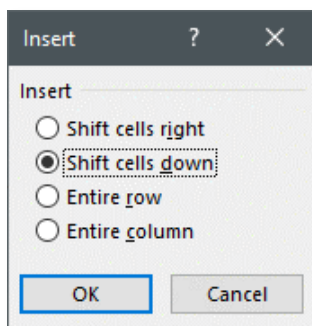 Insert ? ×
Insert
Shift cells right
Shift cells down
Entire row
Entire column
OK Cancel